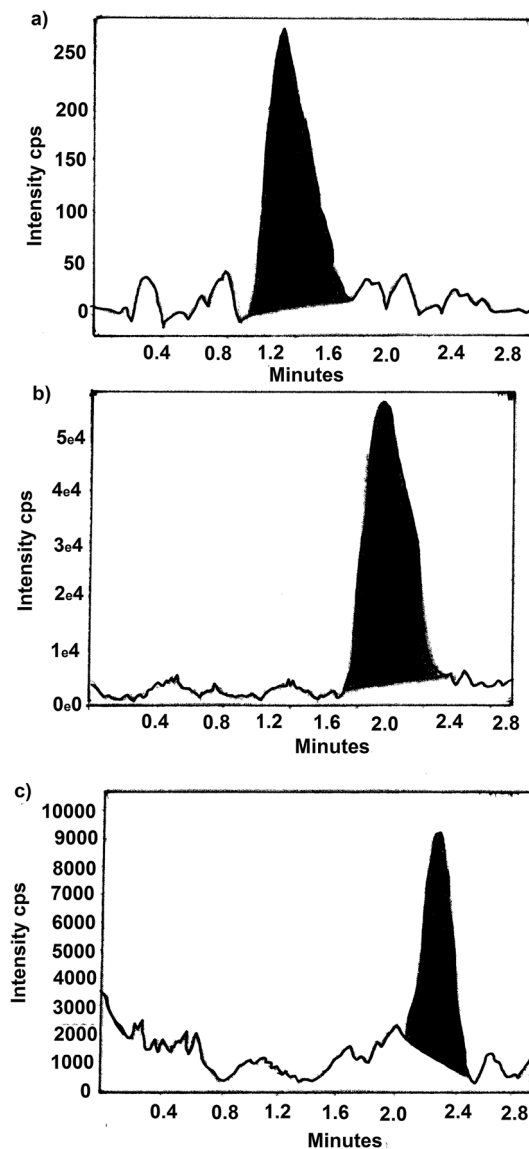 a)
Intensity cps
250
200
150
100
50
0
0.4 0.8 1.2 1.6 2.0 2.4 2.8
Minutes
b)
Intensity cps
5e4
4e4
3e4
2e4
1e4
0e0
0.4 0.8 1.2 1.6 2.0 2.4 2.8
Minutes
c)
Intensity cps
10000
9000
8000
7000
6000
5000
4000
3000
2000
1000
0
0.4 0.8 1.2 1.6 2.0 2.4 2.8
Minutes